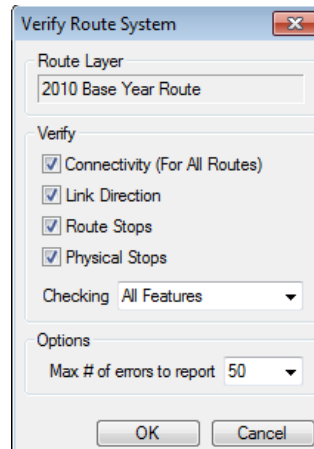 Verify Route System
Route Layer
2010 Base Year Route
Verify
Connectivity (For All Routes)
Link Direction
Route Stops
Physical Stops
Checking All Features
Options
Max # of errors to report 50
OK Cancel